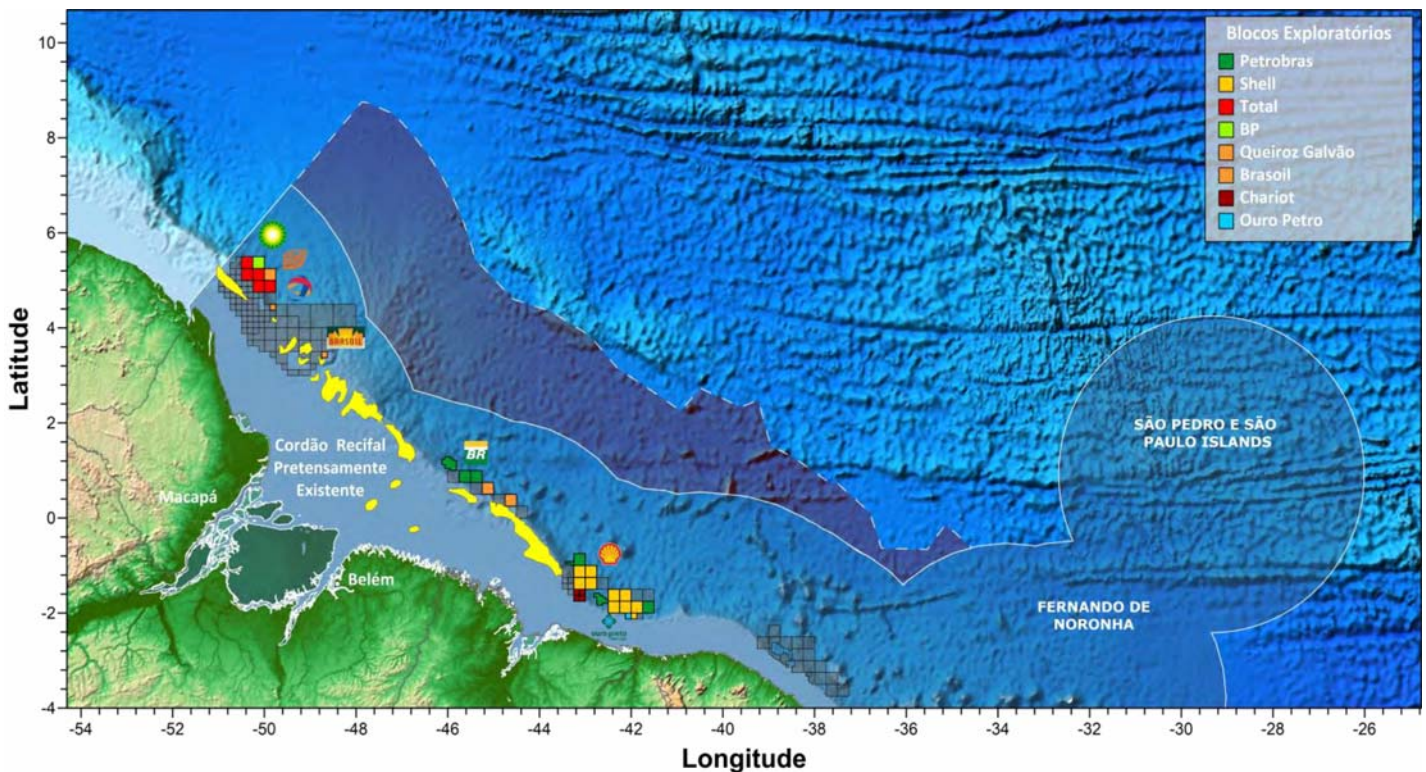 Blocos Exploratórios
Petrobras
Shell
Total
BP
Queiroz Galvão
Brasoil
Chariot
Ouro Petro
10
8
6
4
2
0
-2
-4
Latitude
BRASOIL
BR
Cordão Recifal
Pretensamente
Existente
Macapá
Belém
SÃO PEDRO E SÃO
PAULO ISLANDS
FERNANDO DE
NORONHA
-54
-52
-50
-48
-46
-44
-42
-40
-38
-36
-34
-32
-30
-28
-26
Longitude